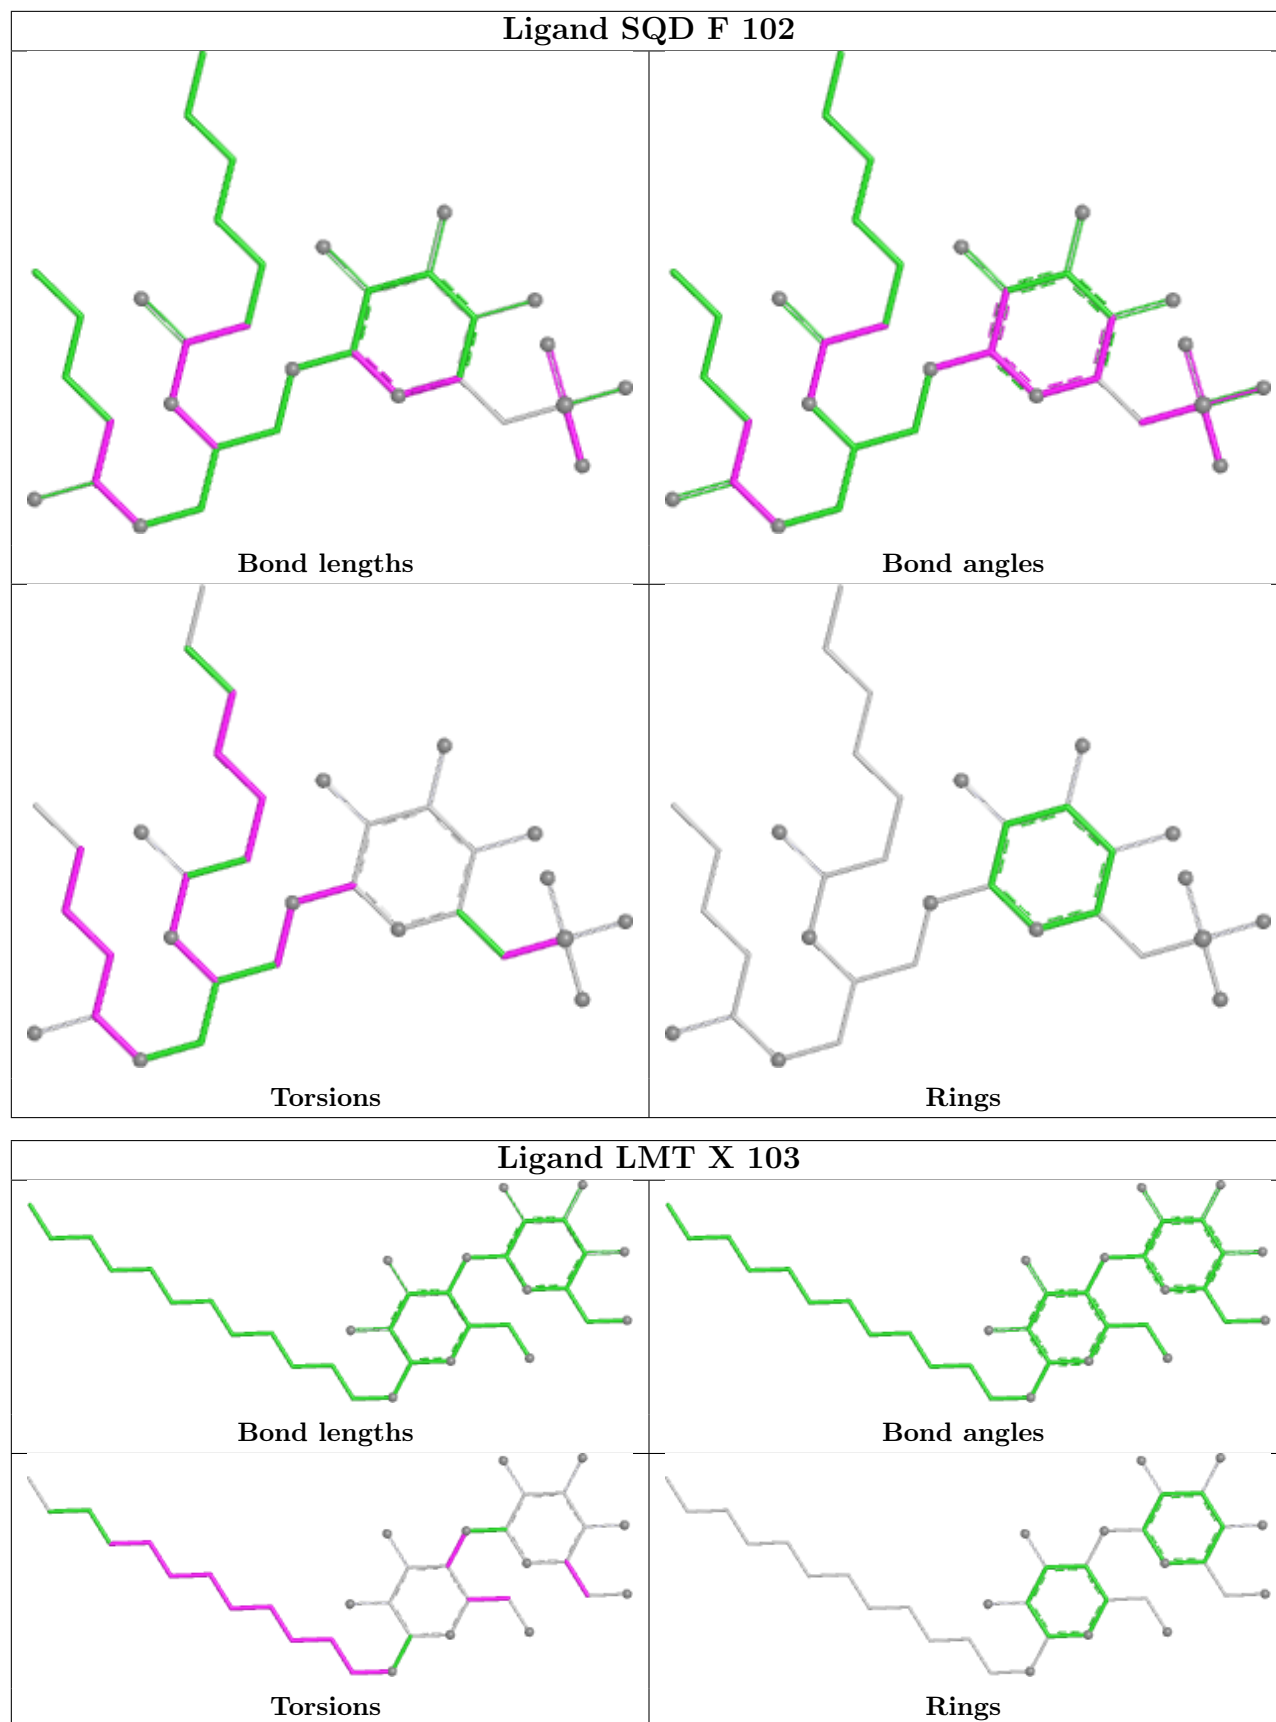 Ligand SQD F 102
Bond lengths
Bond angles
Torsions
Rings
Ligand LMT X 103
Bond lengths
Bond angles
Torsions
Rings